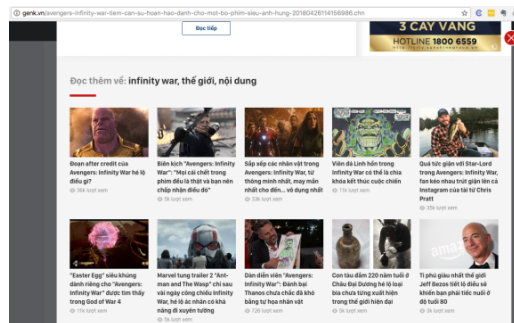 genk.vn/avengers-infinity-war-tiem-can-su-hoan-hao-danh-cho-mot-bo-phim-sieu-anh-hung-20180426114156986.chn
Đọc tiếp
3 CÂY VÀNG
HOTLINE 1800 6559
Đọc thêm về: infinity war, thế giới, nội dung
Đoạn after credit của
Avengers: Infinity War hé lộ
điều gì?
38k lượt xem
Biên kịch "Avengers: Infinity
War": "Mọi cái chết trong
phim đều là thật và bạn nên
chấp nhận điều đó"
5k lượt xem
Sắp xếp các nhân vật trong
Avengers: Infinity War, từ
thông minh nhất, may mắn
nhất cho đến... vô dụng nhất
33k lượt xem
Viên đá Linh hồn trong
Infinity War có thể là chìa
khóa kết thúc cuộc chiến
11k lượt xem
Quá tức giận với Star-Lord
trong Avengers: Infinity War,
fan kéo nhau trút giận lên cả
Instagram của tài tử Chris
Pratt
35k lượt xem
amaz
"Easter Egg" siêu khủng
dành riêng cho "Avengers:
Infinity War" được tìm thấy
trong God of War 4
11k lượt xem
Marvel tung trailer 2 "Ant-
man and The Wasp" chỉ sau
vài ngày công chiếu Infinity
War, hé lộ ác nhân có khả
năng đi xuyên tường
5k lượt xem
Dàn diễn viên "Avengers:
Infinity War": Đánh bại
Thanos chưa chắc đã khó
bằng tự họa nhân vật
72k lượt xem
Con tàu đắm 220 năm tuổi ở
Châu Đại Dương hé lộ loại
bia chưa từng xuất hiện
trong thế giới hiện đại
5k lượt xem
Tỉ phú giàu nhất thế giới
Jeff Bezos tiết lộ điều sẽ
khiến bạn phải tiếc nuối ở
độ tuổi 80
3k lượt xem